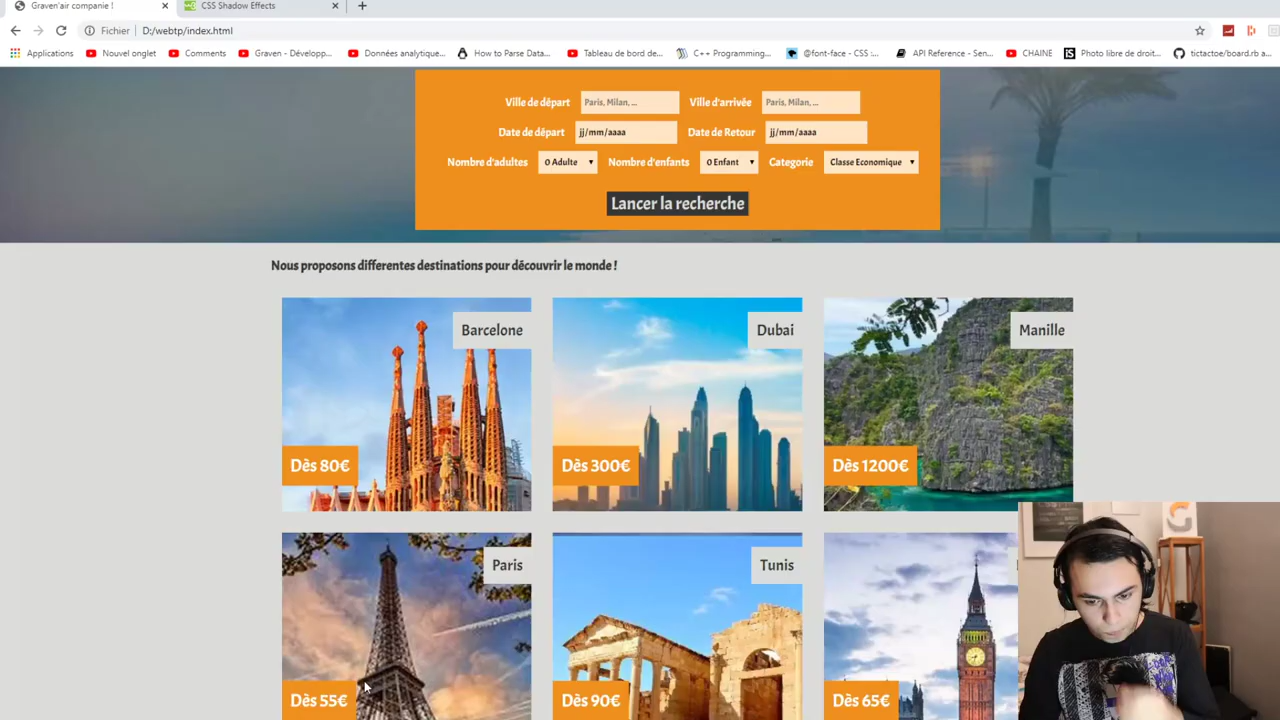 Graven'air companie !
CSS Shadow Effects
Fichier D:/webtp/index.html
Applications Nouvel onglet Comments Graven - Développ... Données analytique... How to Parse Data... Tableau de bord de... C++ Programming... @font-face - CSS :... API Reference - Sen... CHAINE Photo libre de droit... tictactoe/board.rb a...
Ville de départ Paris, Milan, ... Ville d'arrivée Paris, Milan, ...
Date de départ jj/mm/aaaa Date de Retour jj/mm/aaaa
Nombre d'adultes 0 Adulte Nombre d'enfants 0 Enfant Categorie Classe Economique
Lancer la recherche
Nous proposons differentes destinations pour découvrir le monde !
Barcelone Dubai Manille
Dès 80€ Dès 300€ Dès 1200€
Paris Tunis
Dès 55€ Dès 90€ Dès 65€